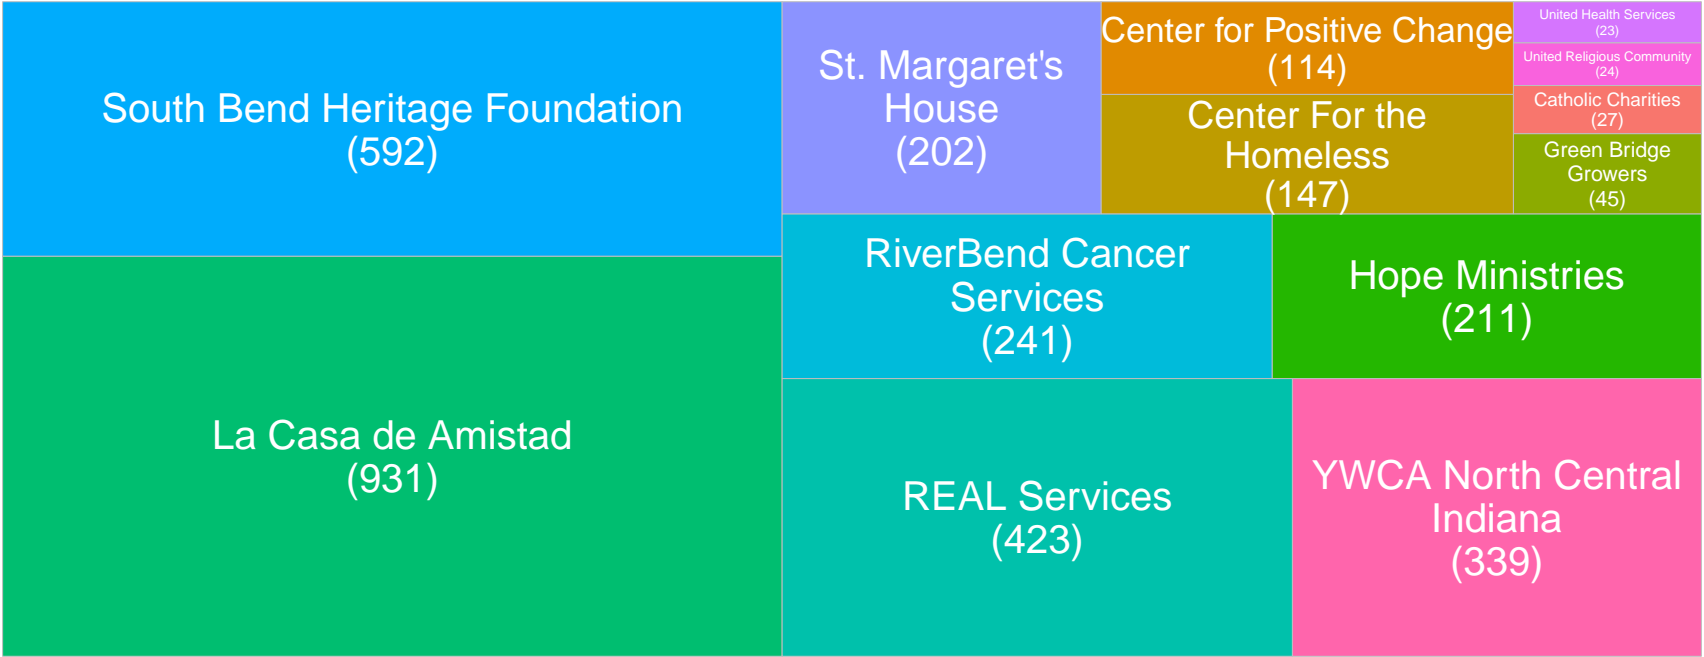 South Bend Heritage Foundation
(592)
La Casa de Amistad
(931)
St. Margaret's
House
(202)
Center for Positive Change
(114)
Center For the
Homeless
(147)
United Health Services
(23)
United Religious Community
(24)
Catholic Charities
(27)
Green Bridge
Growers
(45)
RiverBend Cancer
Services
(241)
Hope Ministries
(211)
REAL Services
(423)
YWCA North Central
Indiana
(339)